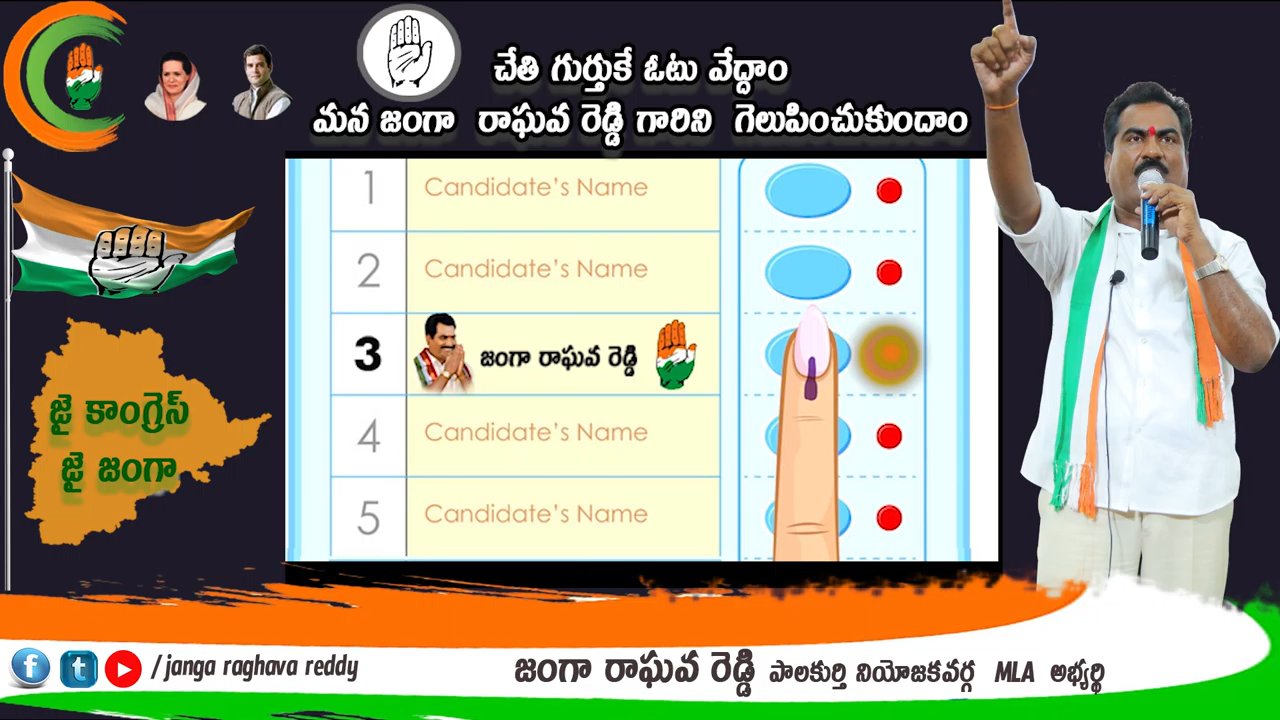 చేతి గుర్తుకే ఓటు వేద్దాం
మన జంగా రాఘవ రెడ్డి గారిని గెలుపించుకుందాం
1 Candidate's Name
2 Candidate's Name
3 జంగా రాఘవ రెడ్డి
4 Candidate's Name
5 Candidate's Name
జై కాంగ్రెస్
జై జంగా
/janga raghava reddy
జంగా రాఘవ రెడ్డి పాలకుర్తి నియోజకవర్గ MLA అభ్యర్థి